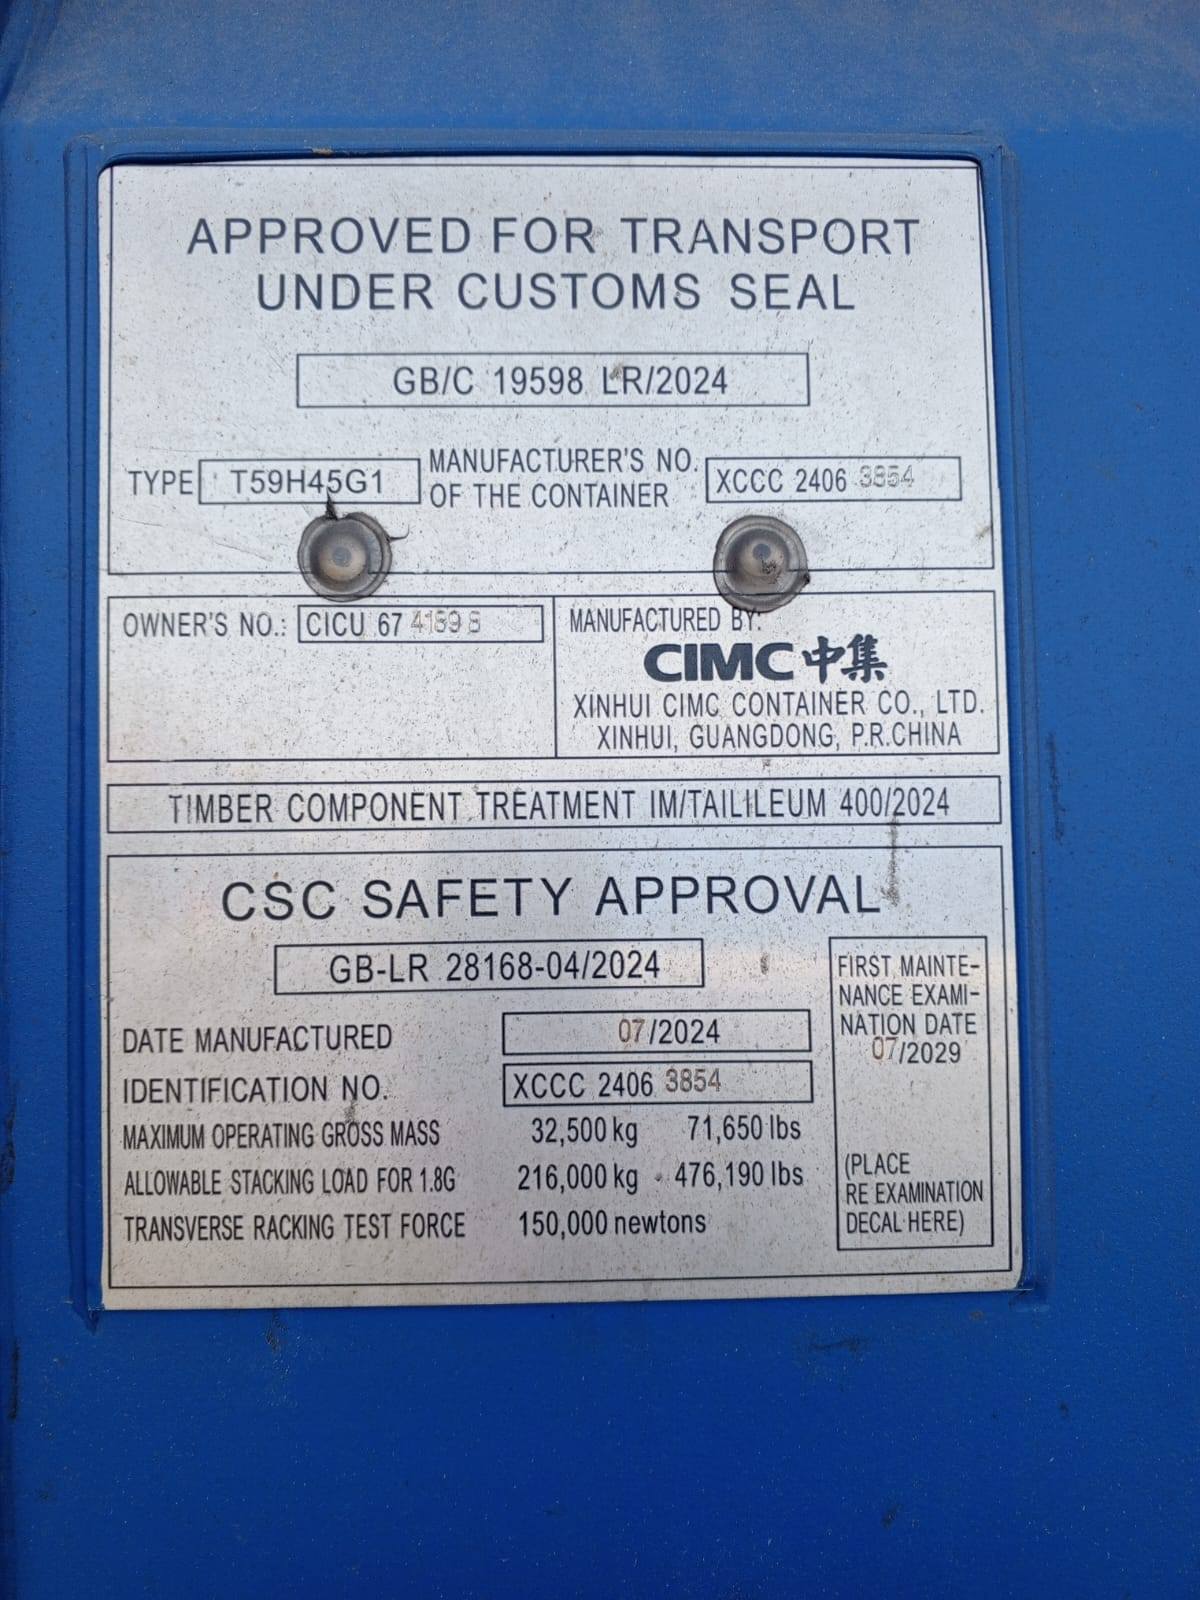 APPROVED FOR TRANSPORT
UNDER CUSTOMS SEAL
GB/C 19598 LR/2024
TYPE T59H45G1
MANUFACTURER'S NO.
OF THE CONTAINER
XCCC 2406 3854
OWNER'S NO.: CICU 67
MANUFACTURED BY:
CIMC 中集
XINHUI CIMC CONTAINER CO., LTD.
XINHUI, GUANGDONG, P.R.CHINA
TIMBER COMPONENT TREATMENT IM/TAILILEUM 400/2024
CSC SAFETY APPROVAL
GB-LR 28168-04/2024
DATE MANUFACTURED 07/2024
IDENTIFICATION NO. XCCC 2406 3854
MAXIMUM OPERATING GROSS MASS 32,500 kg 71,650 lbs
ALLOWABLE STACKING LOAD FOR 1.8G 216,000 kg 476,190 lbs
TRANSVERSE RACKING TEST FORCE 150,000 newtons
FIRST MAINTE-
NANCE EXAMI-
NATION DATE
07/2029
(PLACE
RE EXAMINATION
DECAL HERE)